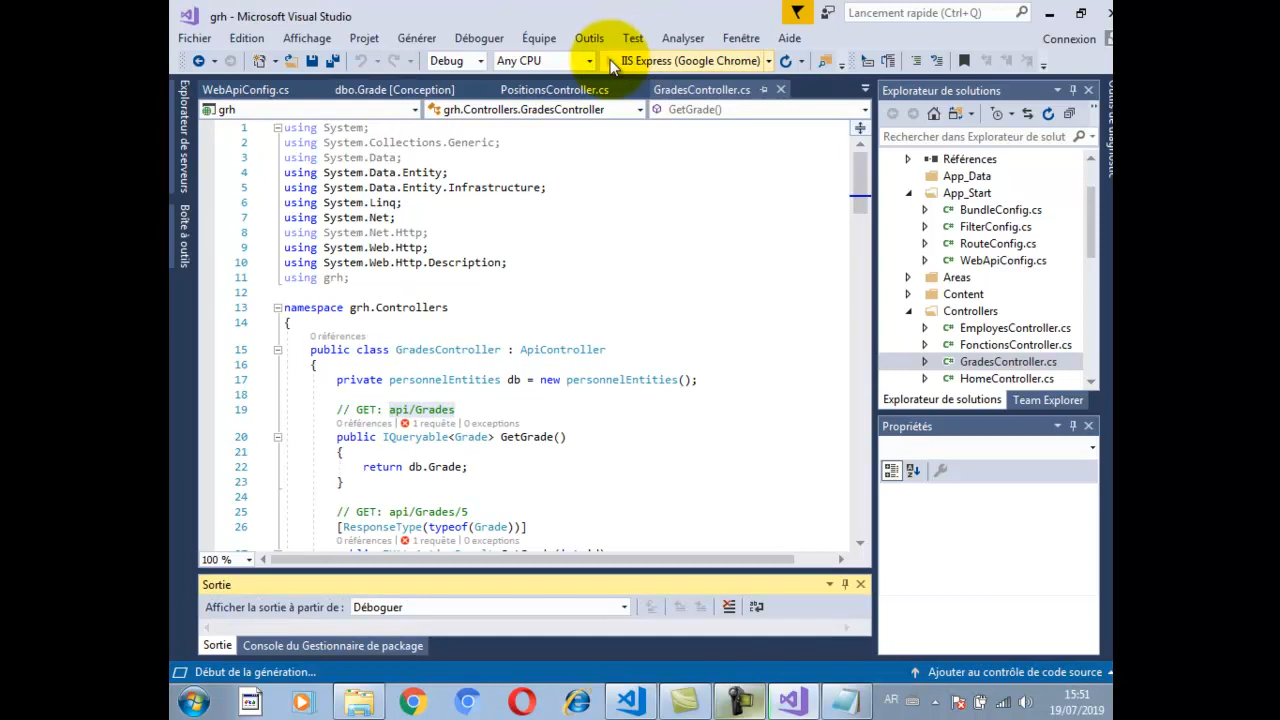 grh - Microsoft Visual Studio
Lancement rapide (Ctrl+Q)
Fichier Edition Affichage Projet Générer Déboguer Équipe Outils Test Analyser Fenêtre Aide
Connexion
Debug Any CPU IIS Express (Google Chrome)
WebApiConfig.cs dbo.Grade [Conception] PositionsController.cs GradesController.cs
grh grh.Controllers.GradesController GetGrade()
Explorateur de serveurs
Boîte à outils
1 using System;
2 using System.Collections.Generic;
3 using System.Data;
4 using System.Data.Entity;
5 using System.Data.Entity.Infrastructure;
6 using System.Linq;
7 using System.Net;
8 using System.Net.Http;
9 using System.Web.Http;
10 using System.Web.Http.Description;
11 using grh;
12
13 namespace grh.Controllers
14 {
0 références
15 public class GradesController : ApiController
16 {
17 private personnelEntities db = new personnelEntities();
18
19 // GET: api/Grades
0 références | 1 requête | 0 exceptions
20 public IQueryable<Grade> GetGrade()
21 {
22 return db.Grade;
23 }
24
25 // GET: api/Grades/5
26 [ResponseType(typeof(Grade))]
0 références | 1 requête | 0 exceptions
100 %
Explorateur de solutions
Rechercher dans Explorateur de solut
Références
App_Data
App_Start
C# BundleConfig.cs
C# FilterConfig.cs
C# RouteConfig.cs
C# WebApiConfig.cs
Areas
Content
Controllers
C# EmployesController.cs
C# FonctionsController.cs
C# GradesController.cs
C# HomeController.cs
Explorateur de solutions Team Explorer
Propriétés
Sortie
Afficher la sortie à partir de : Déboguer
Sortie Console du Gestionnaire de package
Début de la génération...
Ajouter au contrôle de code source
AR
15:51
19/07/2019